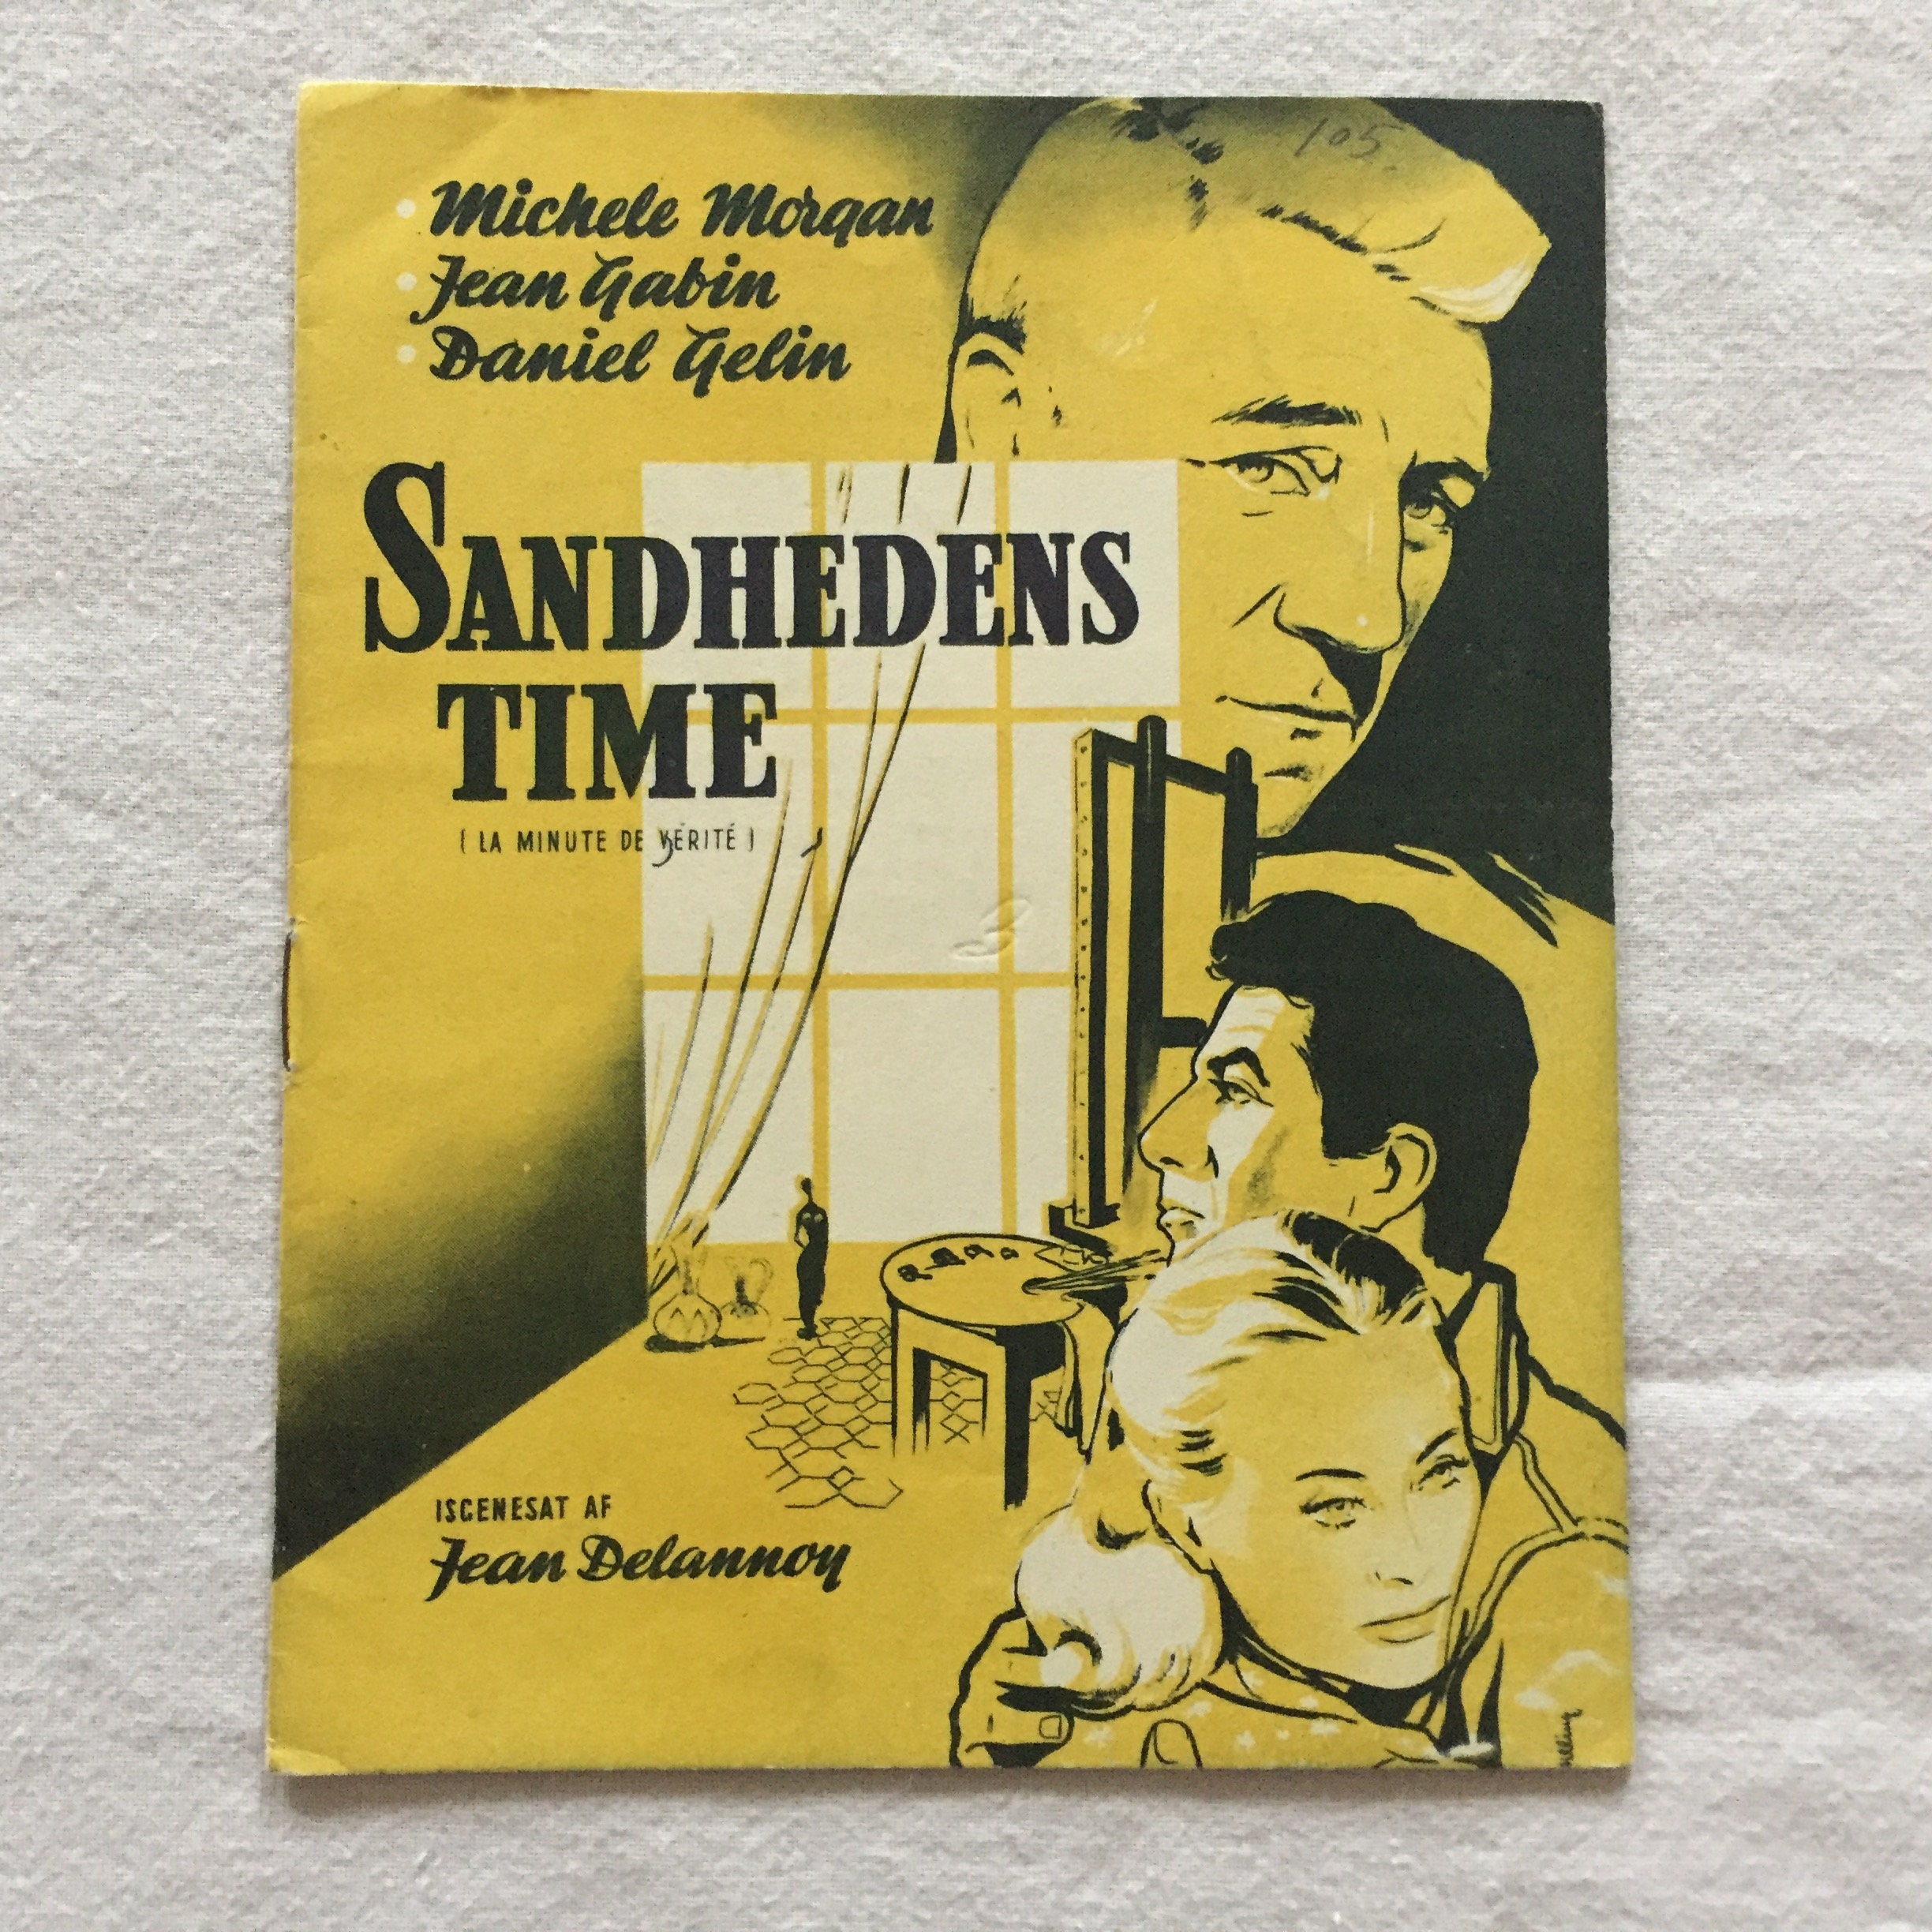 105.
Michele Morgan
Jean Gabin
Daniel Gelin
SANDHEDENS
TIME
( LA MINUTE DE VÉRITÉ )
ISCENESAT AF
Jean Delannoy